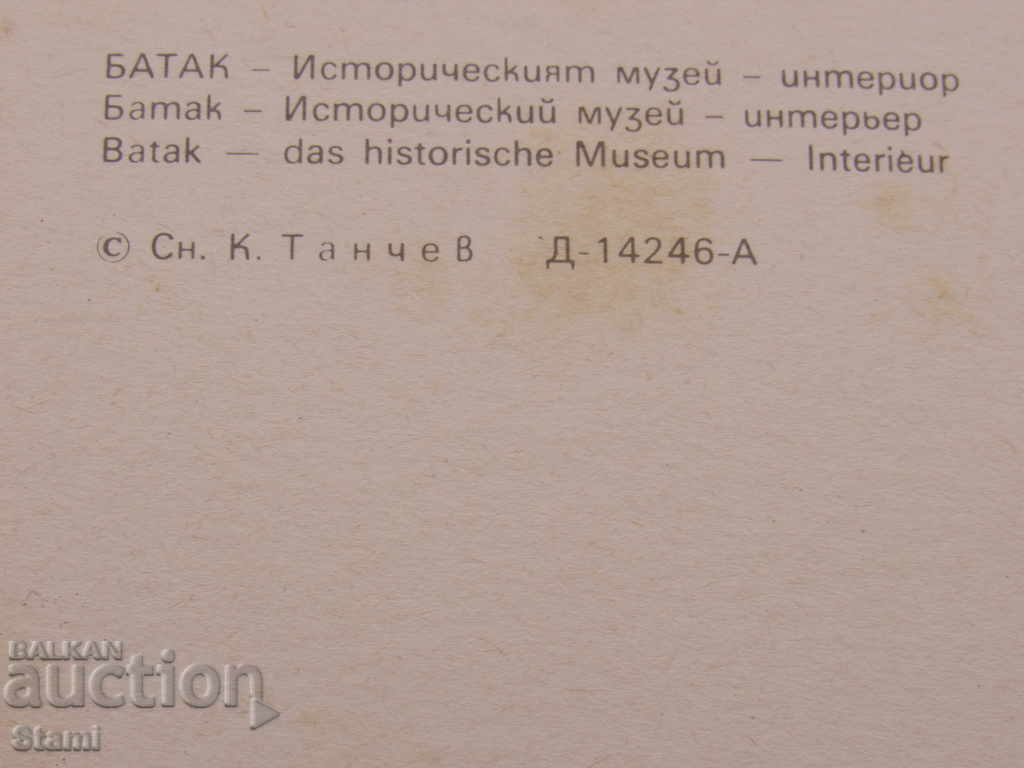 БАТАК – Историческият музей – интериор
Батак – Исторический музей – интерьер
Batak — das historische Museum — Interieur
© Сн. К. Танчев Д-14246-А
BALKAN
auction
Stami